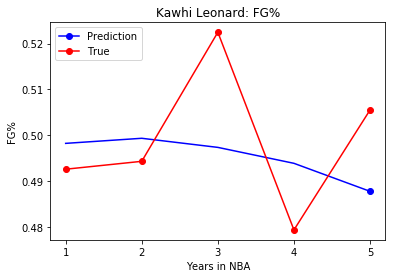 Kawhi Leonard: FG%
Prediction
True
0.52
0.51
0.50
0.49
0.48
FG%
1 2 3 4 5
Years in NBA